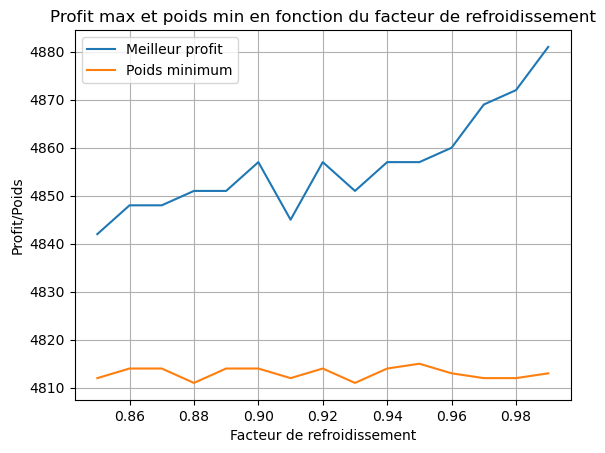 Profit max et poids min en fonction du facteur de refroidissement
Meilleur profit
Poids minimum
4880
4870
4860
4850
4840
4830
4820
4810
Profit/Poids
0.86 0.88 0.90 0.92 0.94 0.96 0.98
Facteur de refroidissement